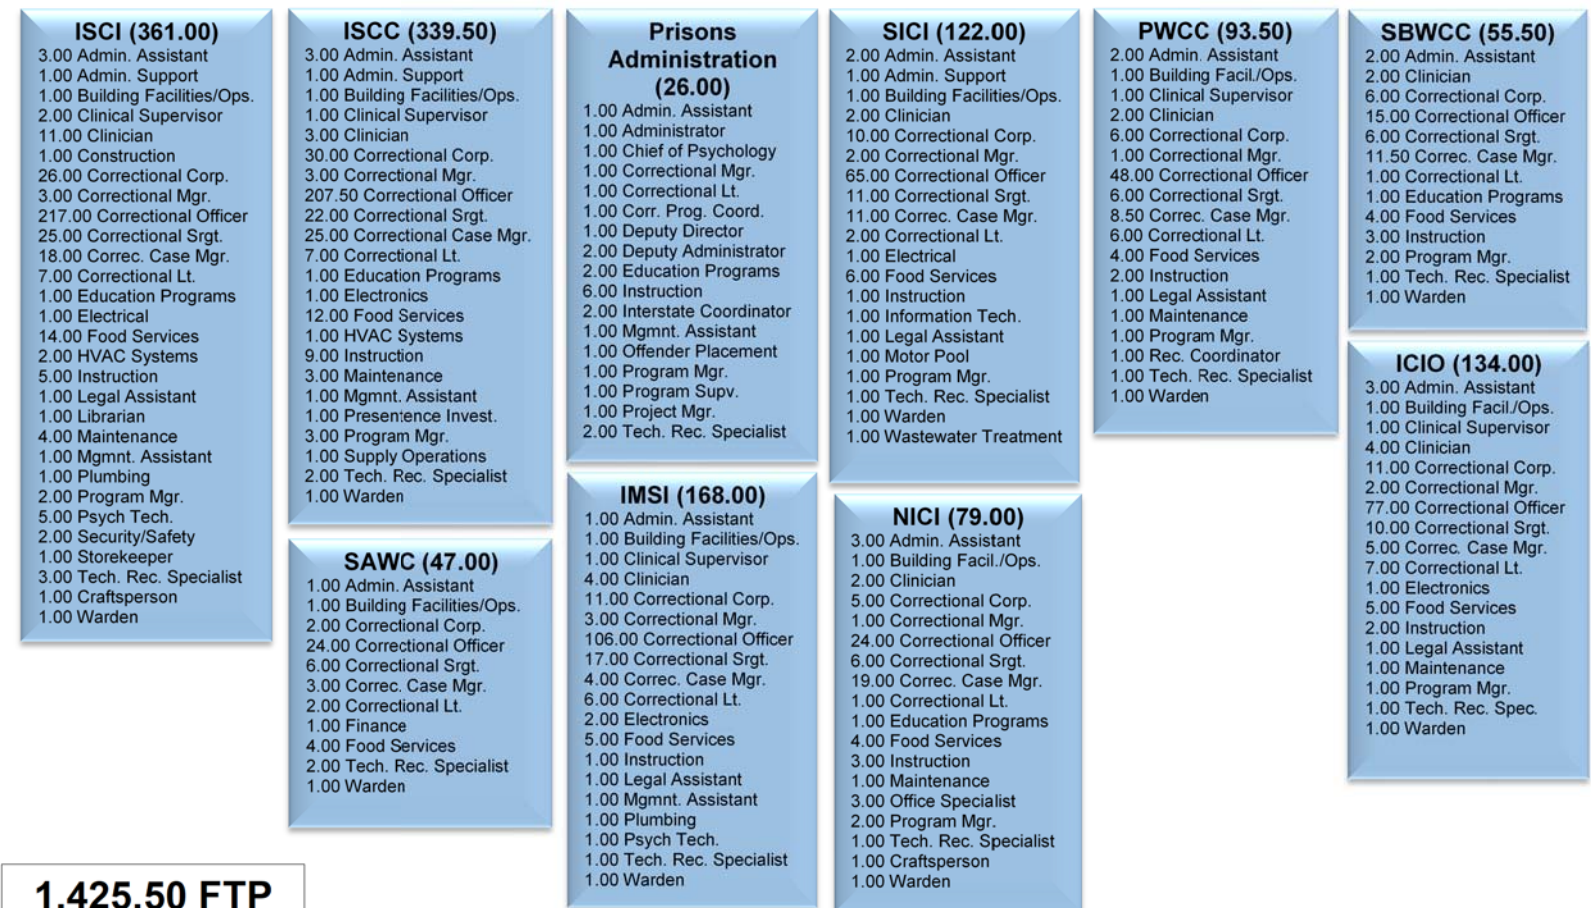 ISCI (361.00)
3.00 Admin. Assistant
1.00 Admin. Support
1.00 Building Facilities/Ops.
2.00 Clinical Supervisor
11.00 Clinician
1.00 Construction
26.00 Correctional Corp.
3.00 Correctional Mgr.
217.00 Correctional Officer
25.00 Correctional Srgt.
18.00 Correc. Case Mgr.
7.00 Correctional Lt.
1.00 Education Programs
1.00 Electrical
14.00 Food Services
2.00 HVAC Systems
5.00 Instruction
1.00 Legal Assistant
1.00 Librarian
4.00 Maintenance
1.00 Mgmnt. Assistant
1.00 Plumbing
2.00 Program Mgr.
5.00 Psych Tech.
2.00 Security/Safety
1.00 Storekeeper
3.00 Tech. Rec. Specialist
1.00 Craftsperson
1.00 Warden
ISCC (339.50)
3.00 Admin. Assistant
1.00 Admin. Support
1.00 Building Facilities/Ops.
1.00 Clinical Supervisor
3.00 Clinician
30.00 Correctional Corp.
3.00 Correctional Mgr.
207.50 Correctional Officer
22.00 Correctional Srgt.
25.00 Correctional Case Mgr.
7.00 Correctional Lt.
1.00 Education Programs
1.00 Electronics
12.00 Food Services
1.00 HVAC Systems
9.00 Instruction
3.00 Maintenance
1.00 Mgmnt. Assistant
1.00 Presentence Invest.
3.00 Program Mgr.
1.00 Supply Operations
2.00 Tech. Rec. Specialist
1.00 Warden
SAWC (47.00)
1.00 Admin. Assistant
1.00 Building Facilities/Ops.
2.00 Correctional Corp.
24.00 Correctional Officer
6.00 Correctional Srgt.
3.00 Correc. Case Mgr.
2.00 Correctional Lt.
1.00 Finance
4.00 Food Services
2.00 Tech. Rec. Specialist
1.00 Warden
Prisons
Administration
(26.00)
1.00 Admin. Assistant
1.00 Administrator
1.00 Chief of Psychology
1.00 Correctional Mgr.
1.00 Correctional Lt.
1.00 Corr. Prog. Coord.
1.00 Deputy Director
2.00 Deputy Administrator
2.00 Education Programs
6.00 Instruction
2.00 Interstate Coordinator
1.00 Mgmnt. Assistant
1.00 Offender Placement
1.00 Program Mgr.
1.00 Program Supv.
1.00 Project Mgr.
2.00 Tech. Rec. Specialist
IMSI (168.00)
1.00 Admin. Assistant
1.00 Building Facilities/Ops.
1.00 Clinical Supervisor
4.00 Clinician
11.00 Correctional Corp.
3.00 Correctional Mgr.
106.00 Correctional Officer
17.00 Correctional Srgt.
4.00 Correc. Case Mgr.
6.00 Correctional Lt.
2.00 Electronics
5.00 Food Services
1.00 Instruction
1.00 Legal Assistant
1.00 Mgmnt. Assistant
1.00 Plumbing
1.00 Psych Tech.
1.00 Tech. Rec. Specialist
1.00 Warden
SICI (122.00)
2.00 Admin. Assistant
1.00 Admin. Support
1.00 Building Facilities/Ops.
2.00 Clinician
10.00 Correctional Corp.
2.00 Correctional Mgr.
65.00 Correctional Officer
11.00 Correctional Srgt.
11.00 Correc. Case Mgr.
2.00 Correctional Lt.
1.00 Electrical
6.00 Food Services
1.00 Instruction
1.00 Information Tech.
1.00 Legal Assistant
1.00 Motor Pool
1.00 Program Mgr.
1.00 Tech. Rec. Specialist
1.00 Warden
1.00 Wastewater Treatment
NICI (79.00)
3.00 Admin. Assistant
1.00 Building Facil./Ops.
2.00 Clinician
5.00 Correctional Corp.
1.00 Correctional Mgr.
24.00 Correctional Officer
6.00 Correctional Srgt.
19.00 Correc. Case Mgr.
1.00 Correctional Lt.
1.00 Education Programs
4.00 Food Services
3.00 Instruction
1.00 Maintenance
3.00 Office Specialist
2.00 Program Mgr.
1.00 Tech. Rec. Specialist
1.00 Craftsperson
1.00 Warden
PWCC (93.50)
2.00 Admin. Assistant
1.00 Building Facil./Ops.
1.00 Clinical Supervisor
2.00 Clinician
6.00 Correctional Corp.
1.00 Correctional Mgr.
48.00 Correctional Officer
6.00 Correctional Srgt.
8.50 Correc. Case Mgr.
6.00 Correctional Lt.
4.00 Food Services
2.00 Instruction
1.00 Legal Assistant
1.00 Maintenance
1.00 Program Mgr.
1.00 Rec. Coordinator
1.00 Tech. Rec. Specialist
1.00 Warden
SBWCC (55.50)
2.00 Admin. Assistant
2.00 Clinician
6.00 Correctional Corp.
15.00 Correctional Officer
6.00 Correctional Srgt.
11.50 Correc. Case Mgr.
1.00 Correctional Lt.
1.00 Education Programs
4.00 Food Services
3.00 Instruction
2.00 Program Mgr.
1.00 Tech. Rec. Specialist
1.00 Warden
ICIO (134.00)
3.00 Admin. Assistant
1.00 Building Facil./Ops.
1.00 Clinical Supervisor
4.00 Clinician
11.00 Correctional Corp.
2.00 Correctional Mgr.
77.00 Correctional Officer
10.00 Correctional Srgt.
5.00 Correc. Case Mgr.
7.00 Correctional Lt.
1.00 Electronics
5.00 Food Services
2.00 Instruction
1.00 Legal Assistant
1.00 Maintenance
1.00 Program Mgr.
1.00 Tech. Rec. Spec.
1.00 Warden
1,425.50 FTP